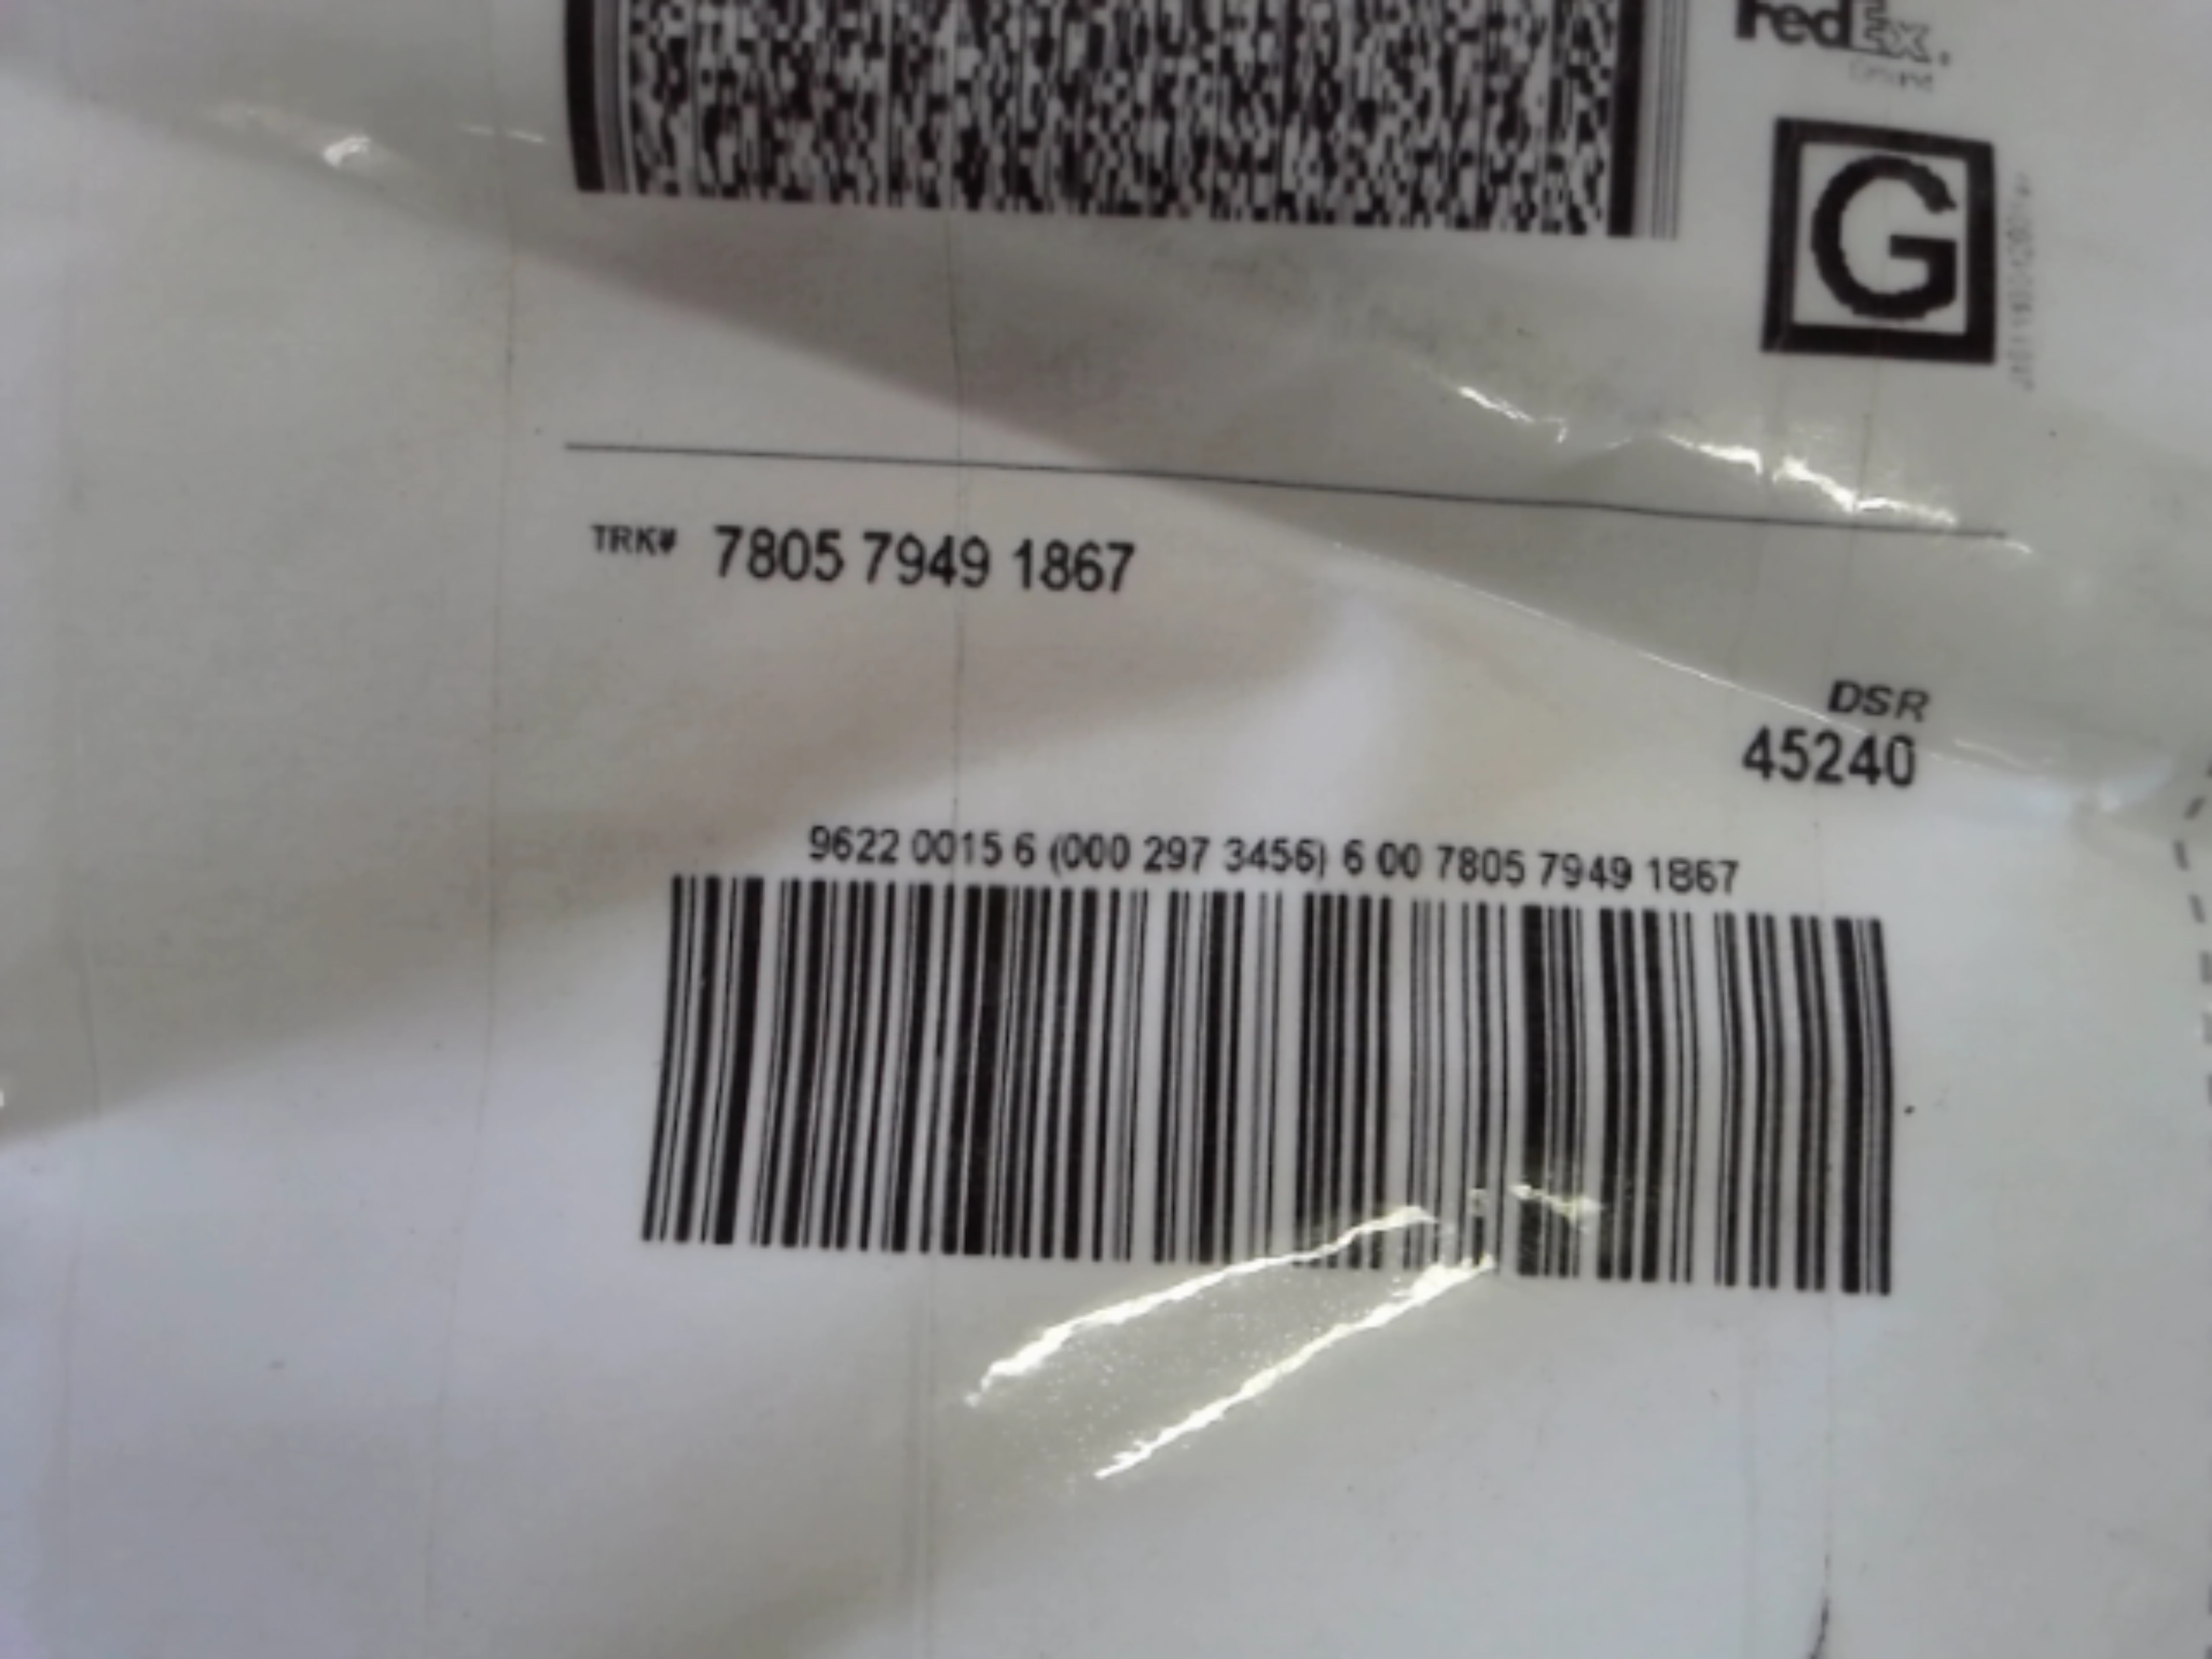 FedEx.
G
TRK# 7805 7949 1867
DSR
45240
9622 0015 6 (000 297 3456) 6 00 7805 7949 1867